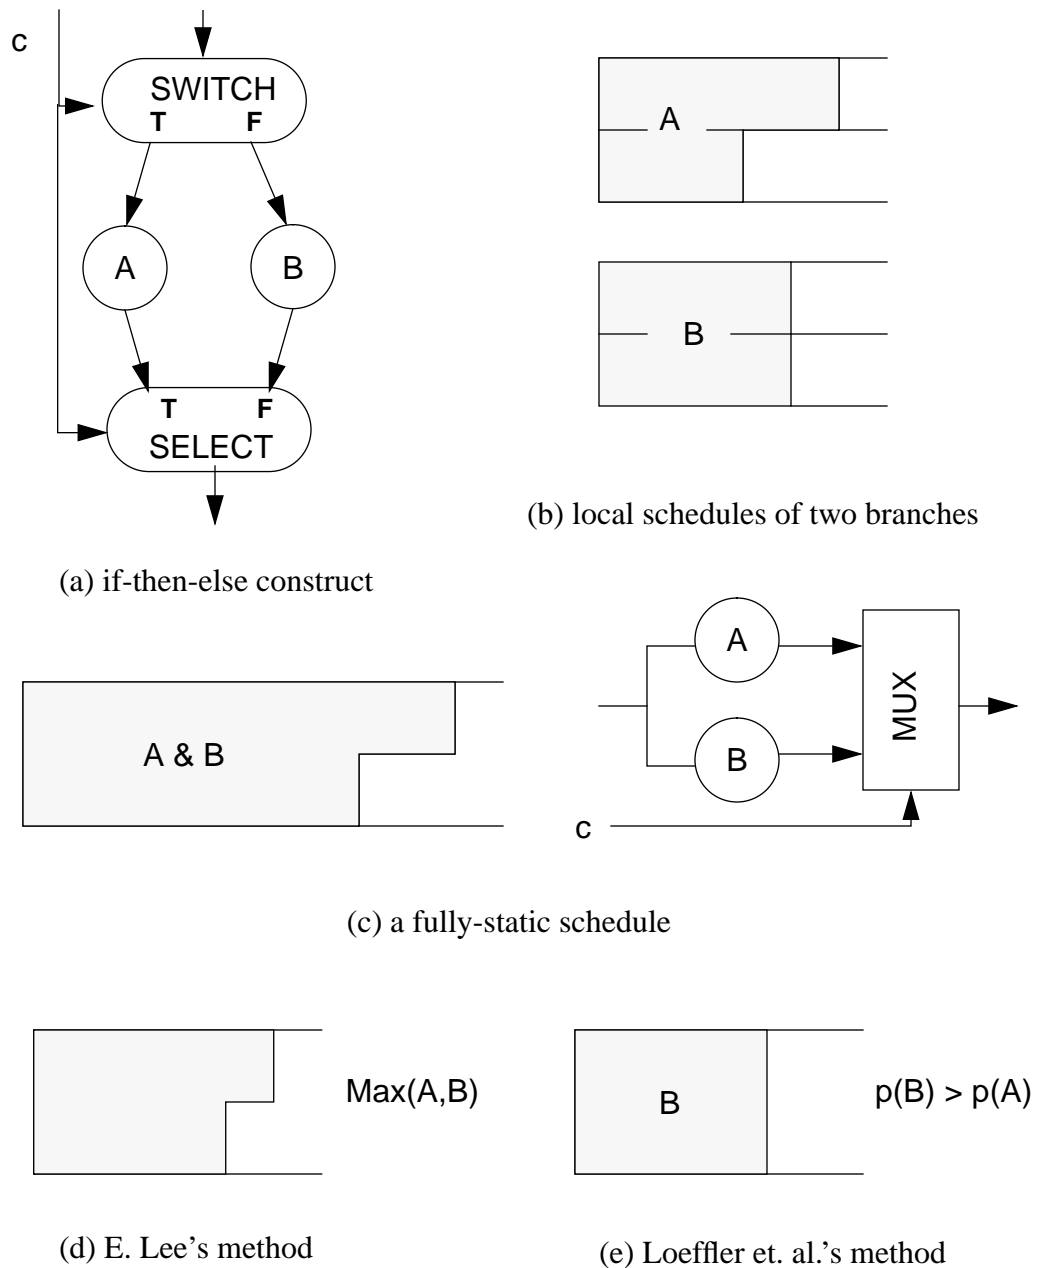 c
SWITCH
T F
A B
T F
SELECT
(a) if-then-else construct
A
B
(b) local schedules of two branches
A & B
A
B
MUX
c
(c) a fully-static schedule
Max(A,B)
(d) E. Lee’s method
B
p(B) > p(A)
(e) Loeffler et. al.’s method